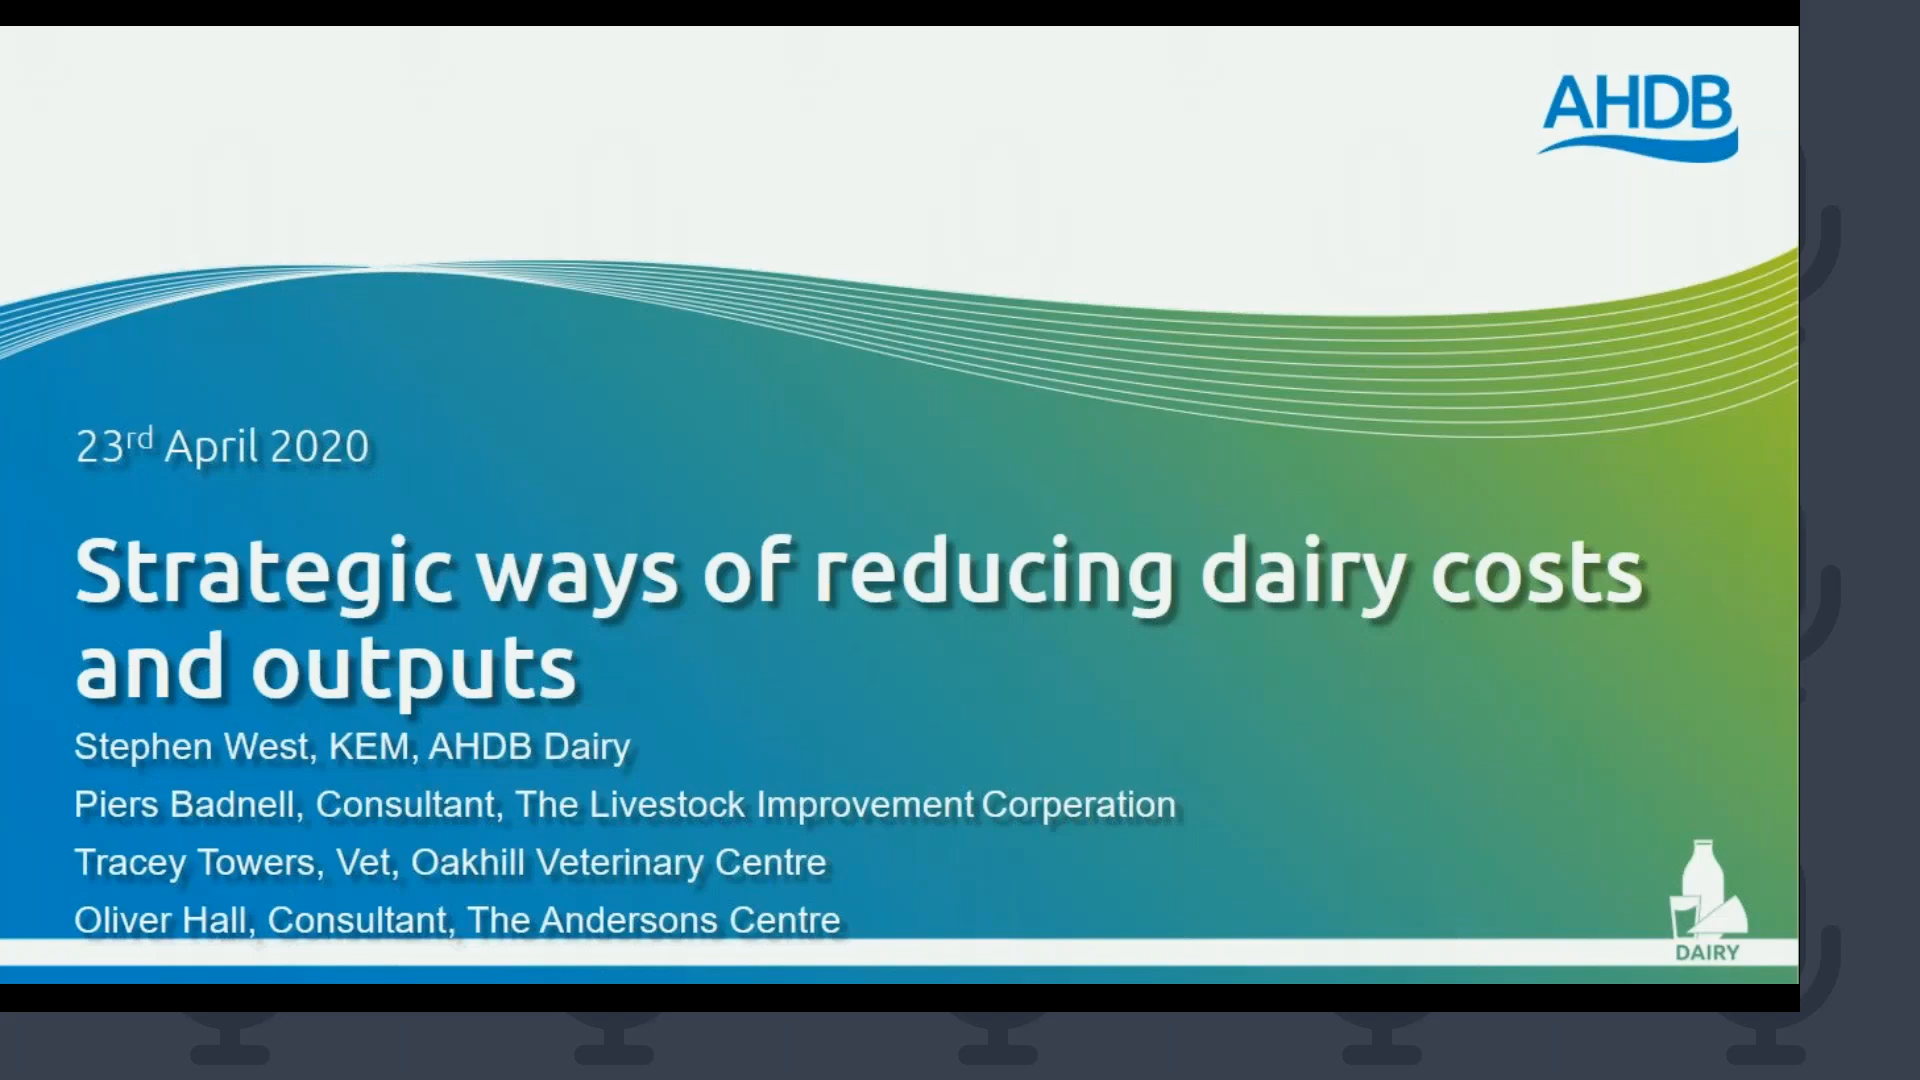 AHDB
23rd April 2020
Strategic ways of reducing dairy costs
and outputs
Stephen West, KEM, AHDB Dairy
Piers Badnell, Consultant, The Livestock Improvement Corperation
Tracey Towers, Vet, Oakhill Veterinary Centre
Oliver Hall, Consultant, The Andersons Centre
DAIRY